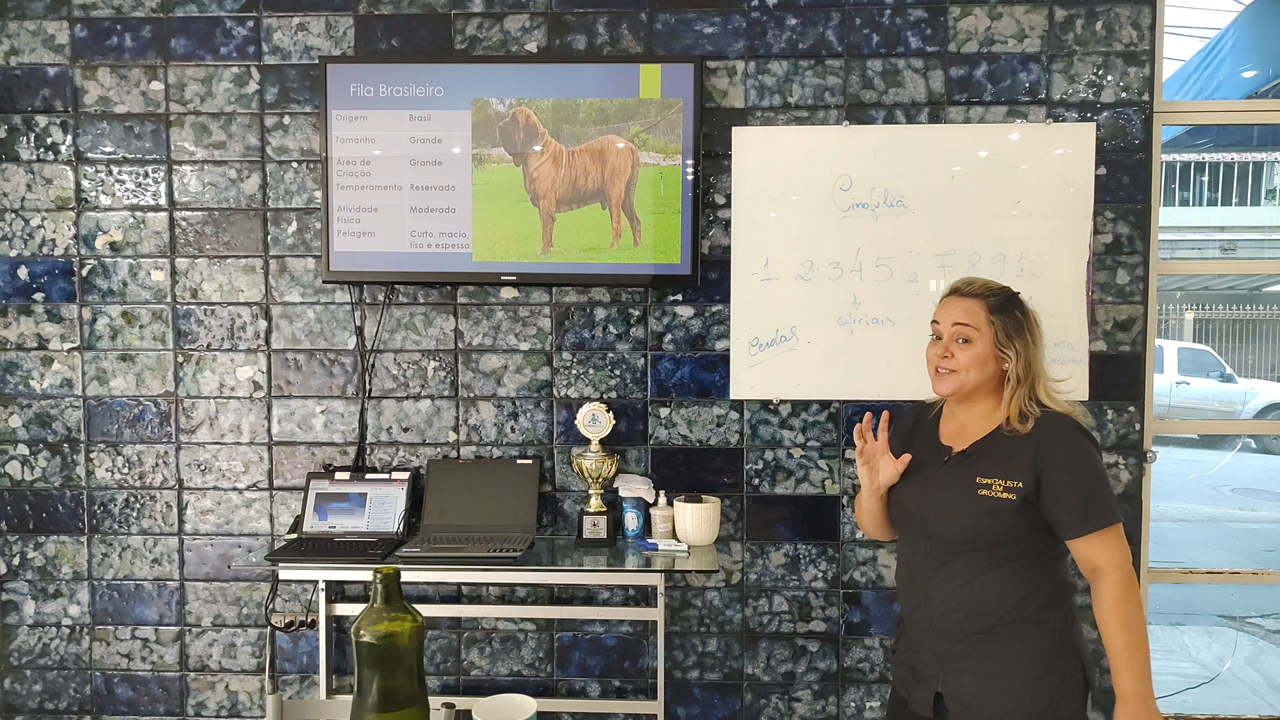 Fila Brasileiro
Origem Brasil
Tamanho Grande
Área de Criação Grande
Temperamento Reservado
Atividade Física Moderada
Pelagem Curto, macio, liso e espesso
SAMSUNG
Cinofilia
-1 2 3 4 5 6 7 8 9 10
oficiais
Cerdas
ESPECIALISTA
EM
GROOMING